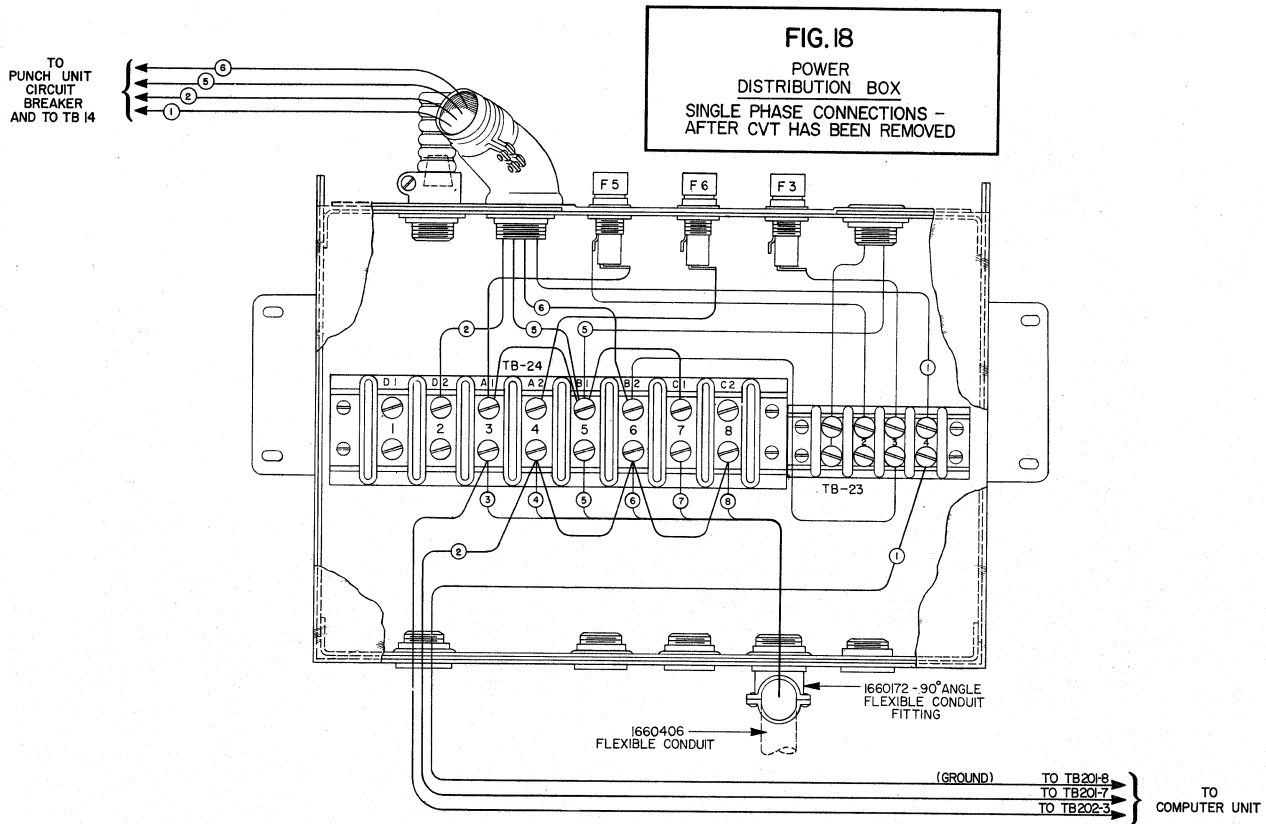 FIG. 18
POWER
DISTRIBUTION BOX
SINGLE PHASE CONNECTIONS –
AFTER CVT HAS BEEN REMOVED
TO
PUNCH UNIT
CIRCUIT
BREAKER
AND TO TB 14
6
5
2
1
F5
F6
F3
6
2
5
5
1
TB-24
D1
D2
A1
A2
B1
B2
C1
C2
1
2
3
4
5
6
7
8
1
2
3
4
TB-23
3
4
5
6
7
8
2
1
1660172 - 90° ANGLE
FLEXIBLE CONDUIT
FITTING
1660406
FLEXIBLE CONDUIT
(GROUND)
TO TB201-8
TO TB201-7
TO TB202-3
TO
COMPUTER UNIT